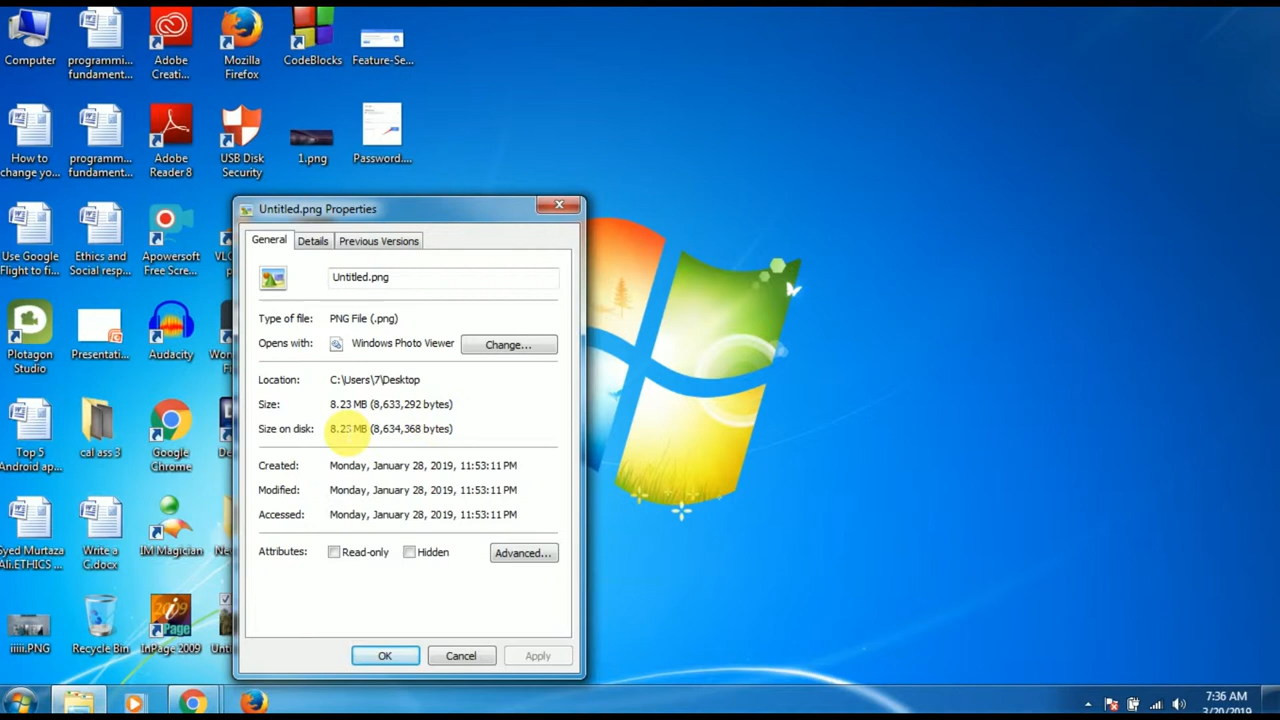 Computer
programmi...
fundament...
Adobe
Creati...
Mozilla
Firefox
CodeBlocks
Feature-Se...
How to
change yo...
programm...
fundament...
Adobe
Reader 8
USB Disk
Security
1.png
Password....
Use Google
Flight to fi...
Ethics and
Social resp...
Apowersoft
Free Scre...
Plotagon
Studio
Presentati...
Audacity
Top 5
Android ap...
cal ass 3
Google
Chrome
Syed Murtaza
Ali.ETHICS ...
Write a
C.docx
IM Magician
iiiii.PNG
Recycle Bin
2009
InPage 2009
Untitled.png Properties
General
Details
Previous Versions
Untitled.png
Type of file: PNG File (.png)
Opens with: Windows Photo Viewer Change...
Location: C:\Users\7\Desktop
Size: 8.23 MB (8,633,292 bytes)
Size on disk: 8.23 MB (8,634,368 bytes)
Created: Monday, January 28, 2019, 11:53:11 PM
Modified: Monday, January 28, 2019, 11:53:11 PM
Accessed: Monday, January 28, 2019, 11:53:11 PM
Attributes: Read-only Hidden Advanced...
OK Cancel Apply
7:36 AM
3/20/2019